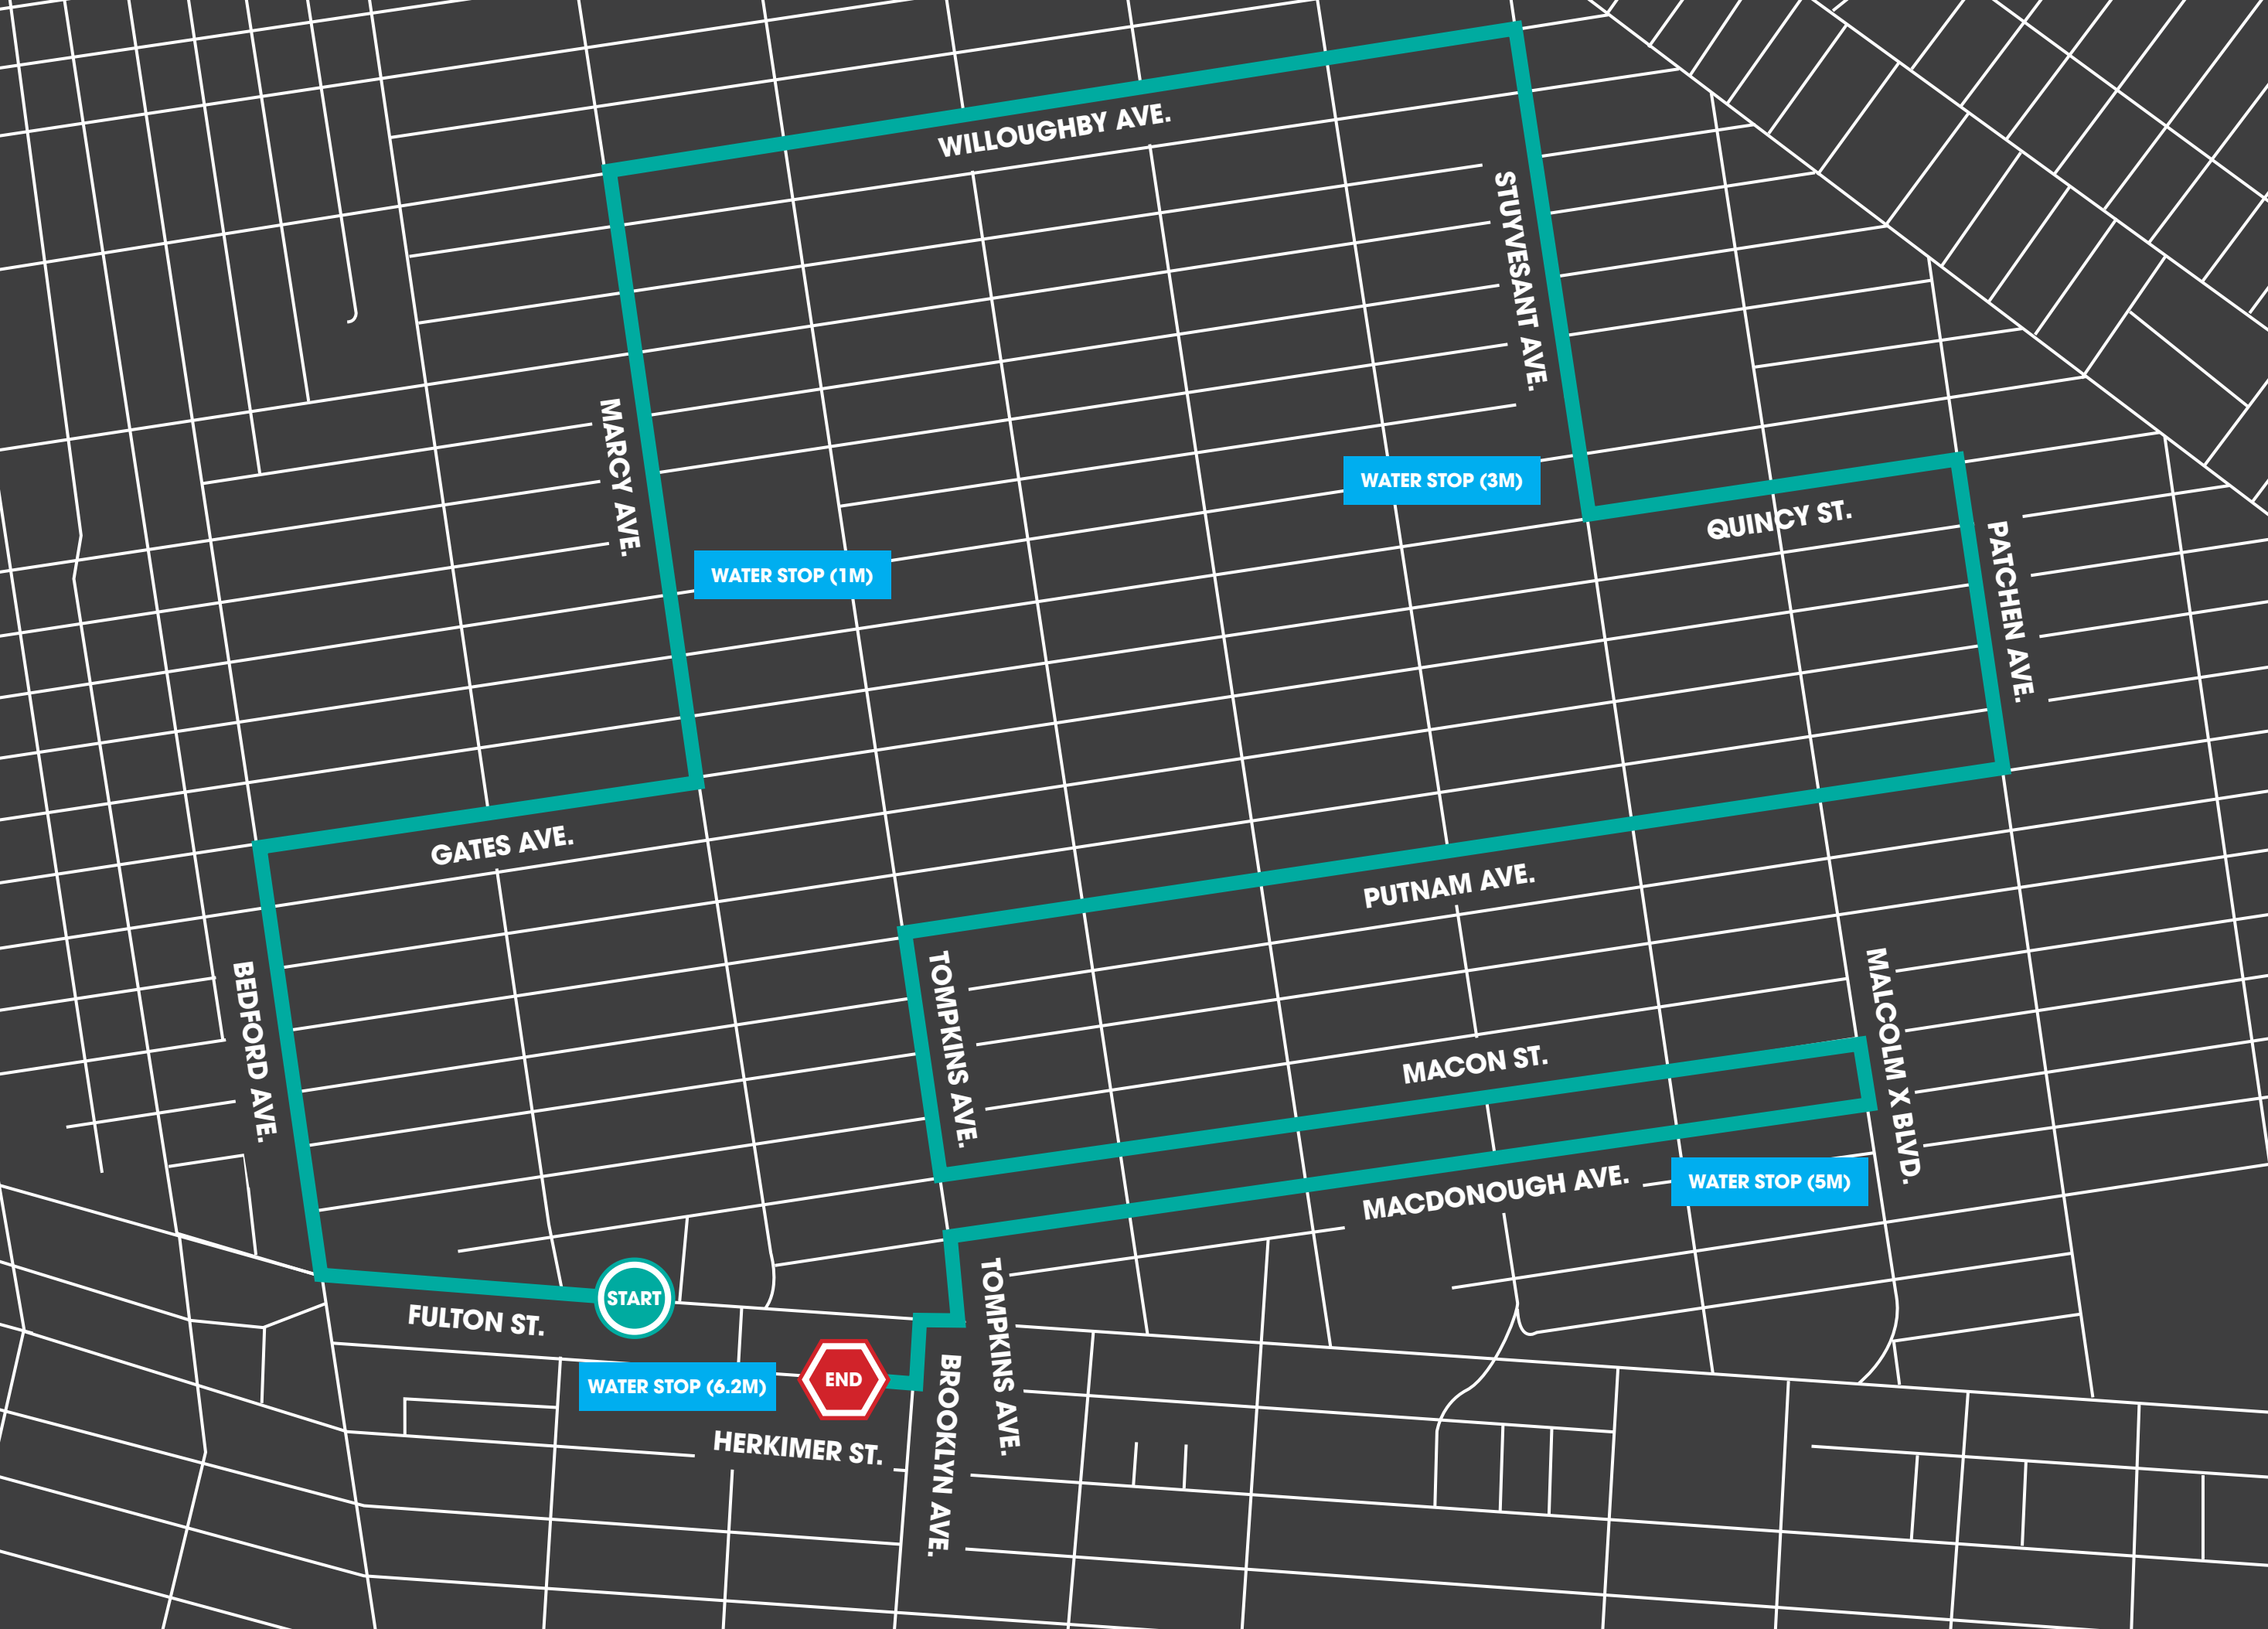 WILLOUGHBY AVE.
STUYVESANT AVE.
MARCY AVE.
WATER STOP (3M)
QUINCY ST.
PATCHEN AVE.
WATER STOP (1M)
GATES AVE.
PUTNAM AVE.
BEDFORD AVE.
TOMPKINS AVE.
MALCOLM X BLVD.
MACON ST.
MACDONOUGH AVE.
WATER STOP (5M)
START
FULTON ST.
TOMPKINS AVE.
WATER STOP (6.2M)
END
BROOKLYN AVE.
HERKIMER ST.